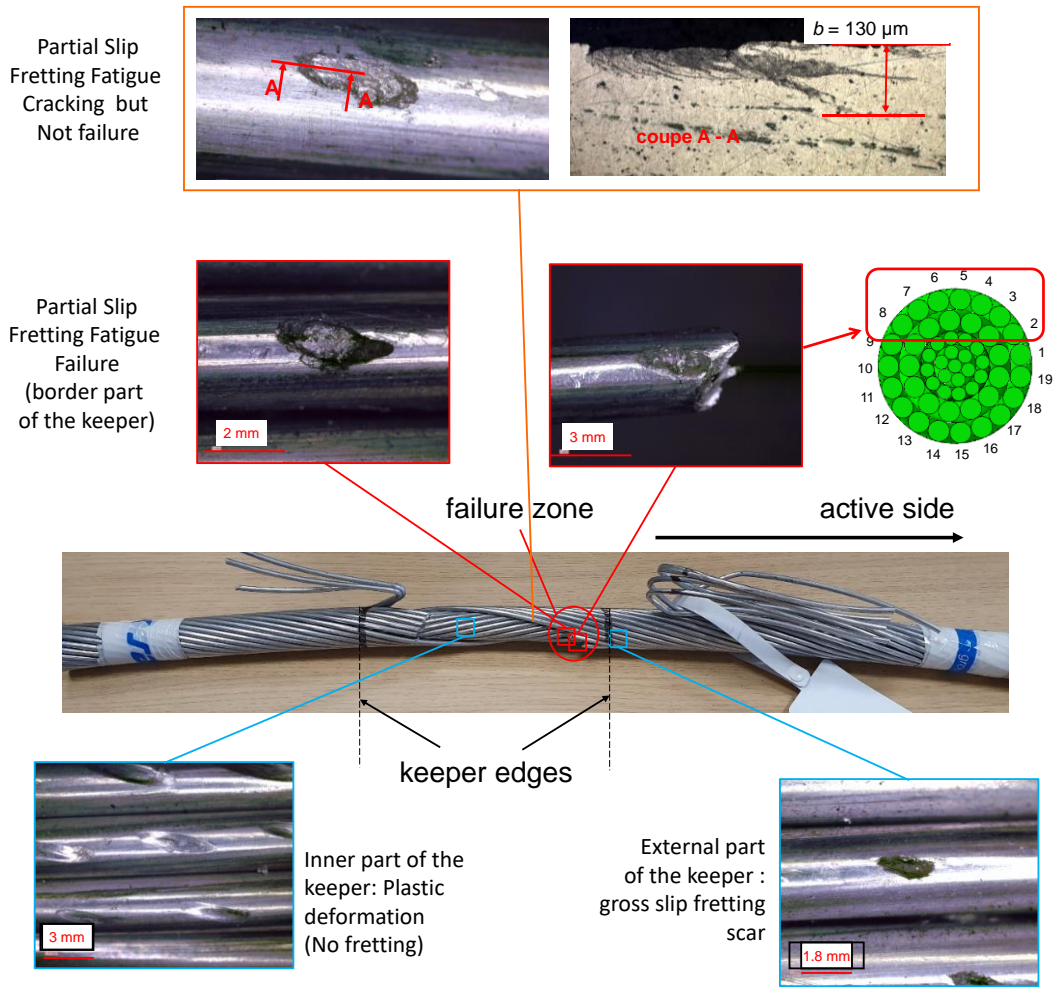 Partial Slip
Fretting Fatigue
Cracking but
Not failure
A
A
b = 130 µm
coupe A - A
Partial Slip
Fretting Fatigue
Failure
(border part
of the keeper)
2 mm
3 mm
1
2
3
4
5
6
7
8
9
10
11
12
13
14
15
16
17
18
19
failure zone
active side
keeper edges
3 mm
Inner part of the
keeper: Plastic
deformation
(No fretting)
External part
of the keeper :
gross slip fretting
scar
1.8 mm